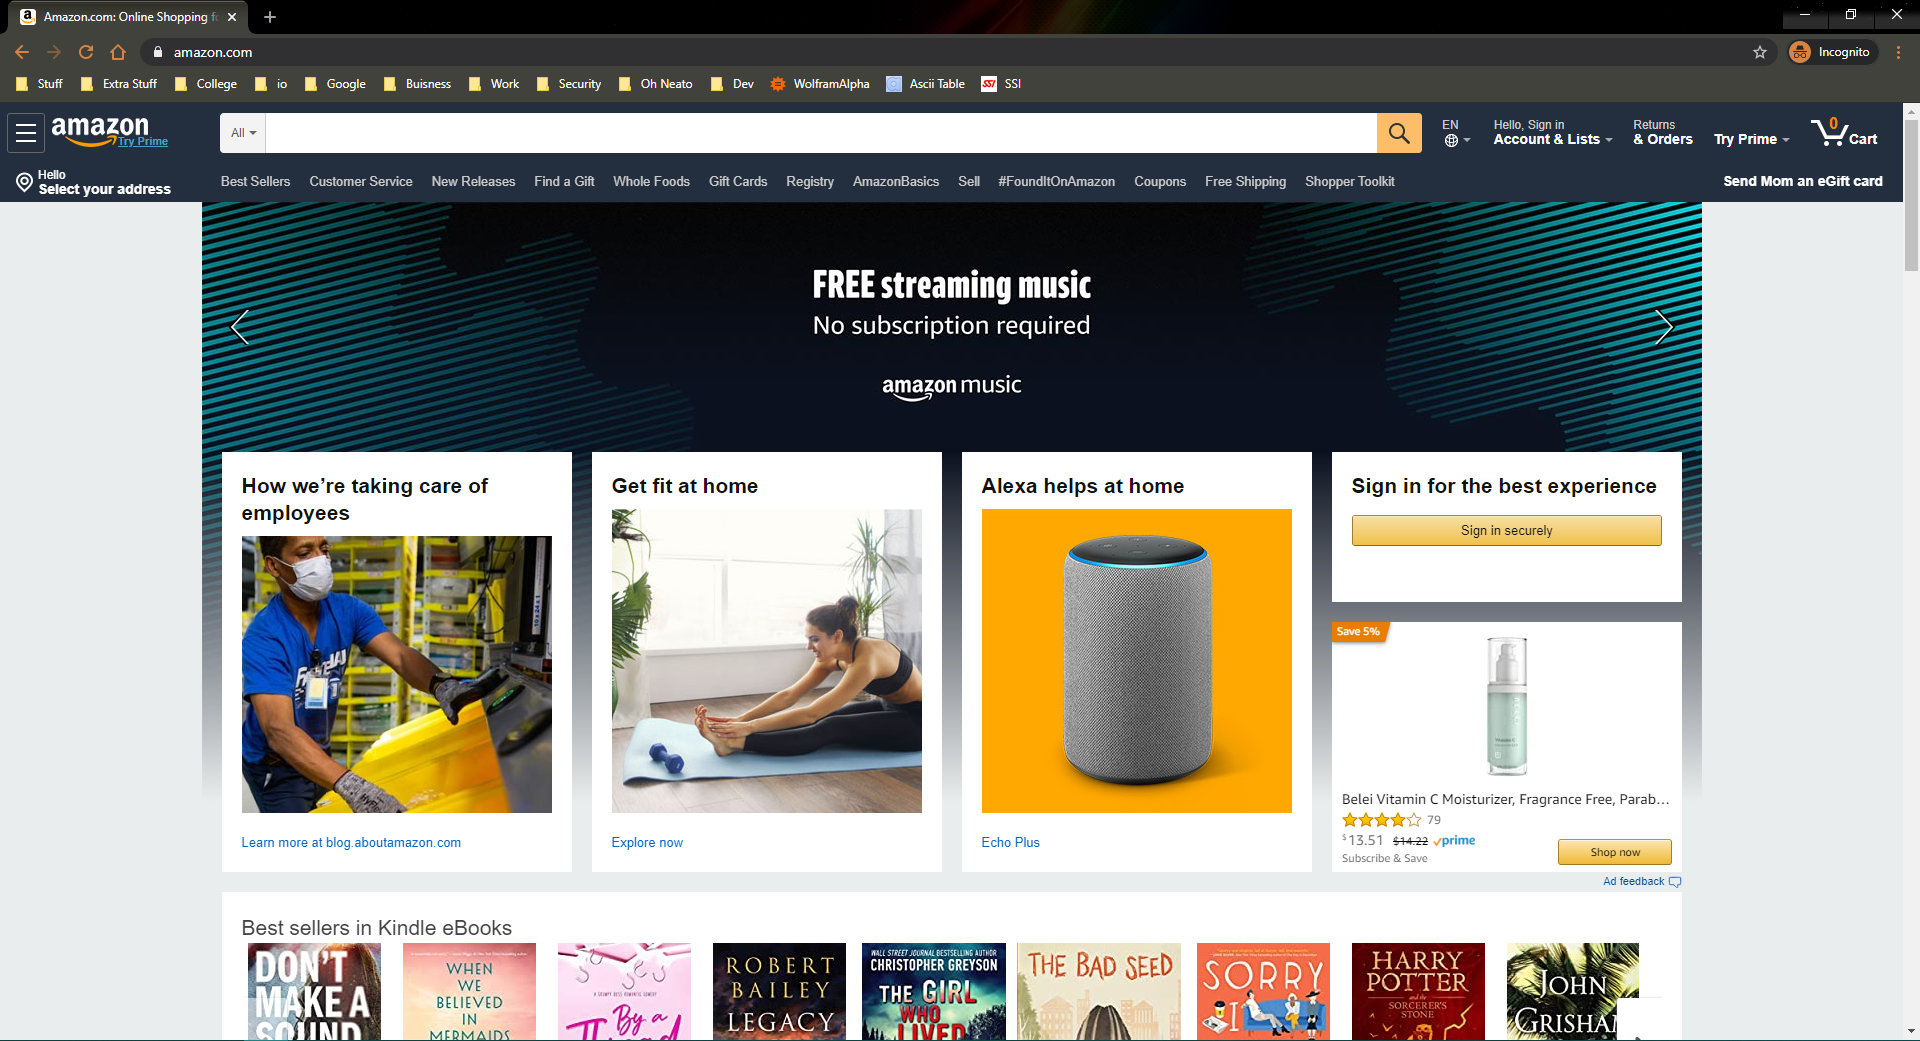 Amazon.com: Online Shopping fo
amazon.com
Incognito
Stuff
Extra Stuff
College
io
Google
Buisness
Work
Security
Oh Neato
Dev
WolframAlpha
Ascii Table
SSI
amazon
Try Prime
All
EN
Hello, Sign in
Account & Lists
Returns
& Orders
Try Prime
0
Cart
Hello
Select your address
Best Sellers
Customer Service
New Releases
Find a Gift
Whole Foods
Gift Cards
Registry
AmazonBasics
Sell
#FoundItOnAmazon
Coupons
Free Shipping
Shopper Toolkit
Send Mom an eGift card
FREE streaming music
No subscription required
amazon music
How we’re taking care of
employees
Learn more at blog.aboutamazon.com
Get fit at home
Explore now
Alexa helps at home
Echo Plus
Sign in for the best experience
Sign in securely
Save 5%
Belei Vitamin C Moisturizer, Fragrance Free, Parab…
79
$13.51 $14.22 prime
Subscribe & Save
Shop now
Ad feedback
Best sellers in Kindle eBooks
DON'T
MAKE A
SOUND
WHEN
WE
BELIEVED
IN
MERMAIDS
By a
Thread
ROBERT
BAILEY
LEGACY
WALL STREET JOURNAL BESTSELLING AUTHOR
CHRISTOPHER GREYSON
THE GIRL
WHO
LIVED
THE BAD SEED
SORRY
I
HARRY
POTTER
and the
SORCERER'S
STONE
JOHN
GRISHAM